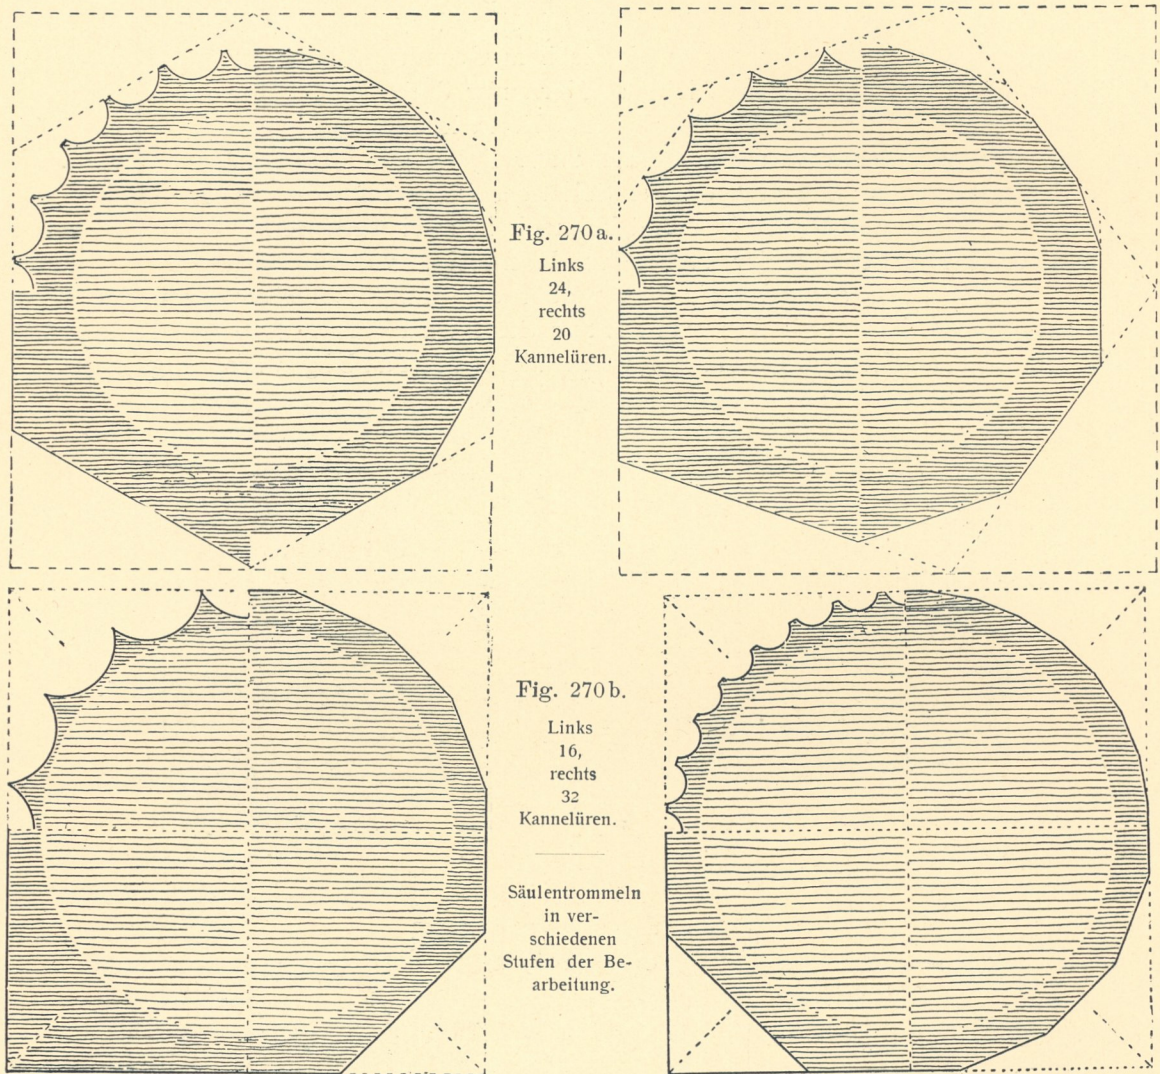 Fig. 270 a.
Links
24,
rechts
20
Kannelüren.
Fig. 270 b.
Links
16,
rechts
32
Kannelüren.
Säulentrommeln
in ver-
schiedenen
Stufen der Be-
arbeitung.